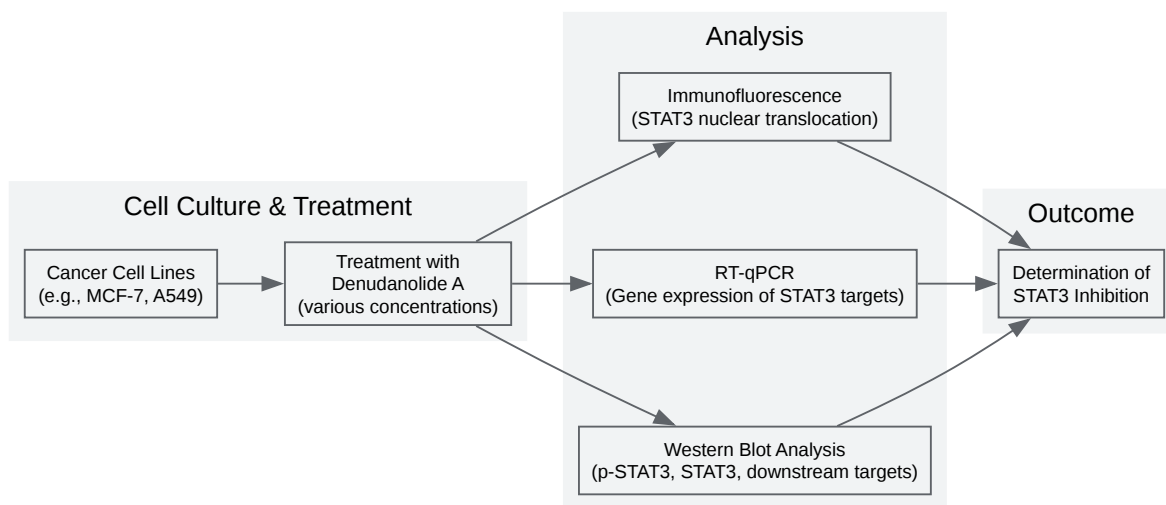 Cell Culture & Treatment
Cancer Cell Lines
(e.g., MCF-7, A549)
Treatment with
Denudanolide A
(various concentrations)
Analysis
Immunofluorescence
(STAT3 nuclear translocation)
RT-qPCR
(Gene expression of STAT3 targets)
Western Blot Analysis
(p-STAT3, STAT3, downstream targets)
Outcome
Determination of
STAT3 Inhibition